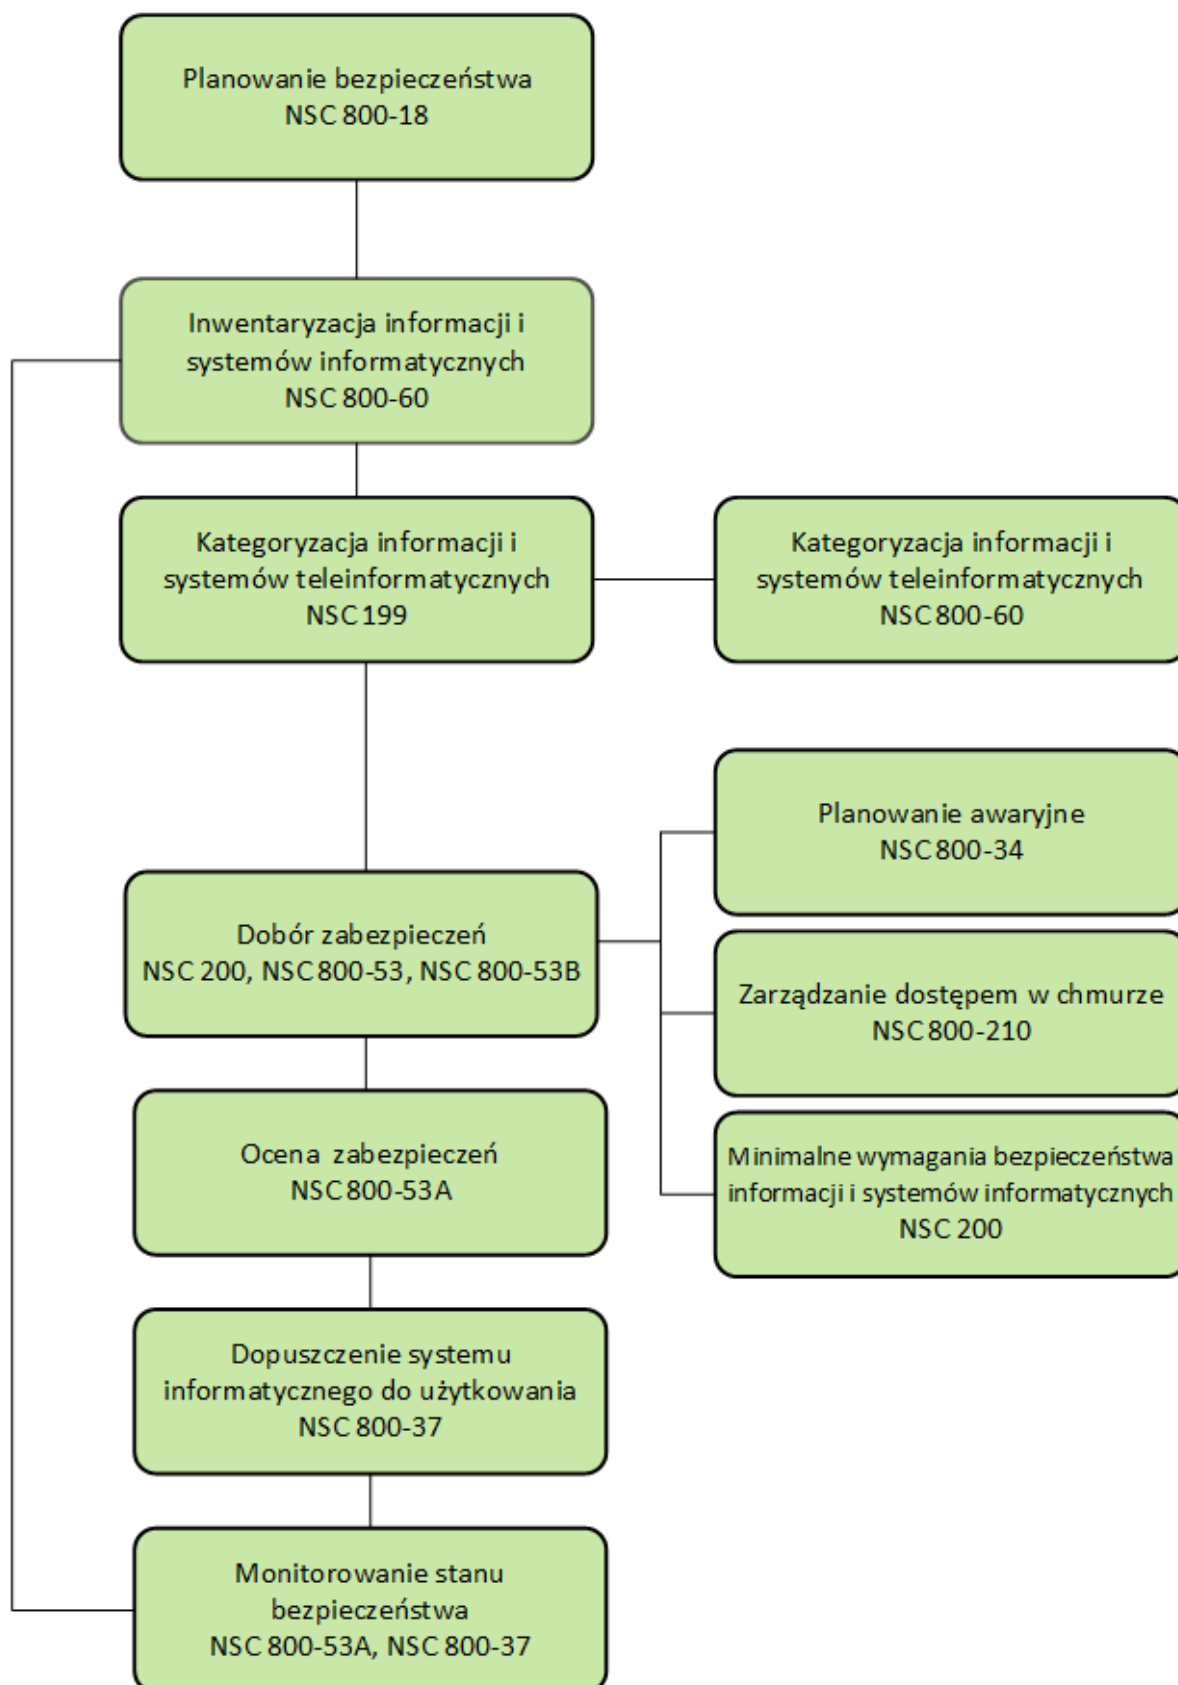 Planowanie bezpieczeństwa
NSC 800-18
Inwentaryzacja informacji i
systemów informatycznych
NSC 800-60
Kategoryzacja informacji i
systemów teleinformatycznych
NSC 199
Kategoryzacja informacji i
systemów teleinformatycznych
NSC 800-60
Planowanie awaryjne
NSC 800-34
Dobór zabezpieczeń
NSC 200, NSC 800-53, NSC 800-53B
Zarządzanie dostępem w chmurze
NSC 800-210
Minimalne wymagania bezpieczeństwa
informacji i systemów informatycznych
NSC 200
Ocena zabezpieczeń
NSC 800-53A
Dopuszczenie systemu
informatycznego do użytkowania
NSC 800-37
Monitorowanie stanu
bezpieczeństwa
NSC 800-53A, NSC 800-37